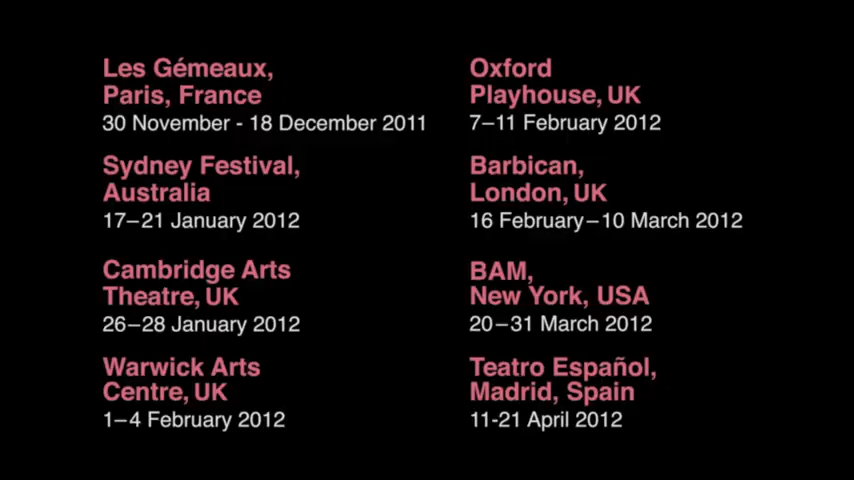 Les Gémeaux,
Paris, France
30 November - 18 December 2011
Sydney Festival,
Australia
17–21 January 2012
Cambridge Arts
Theatre, UK
26–28 January 2012
Warwick Arts
Centre, UK
1–4 February 2012
Oxford
Playhouse, UK
7–11 February 2012
Barbican,
London, UK
16 February–10 March 2012
BAM,
New York, USA
20–31 March 2012
Teatro Español,
Madrid, Spain
11-21 April 2012